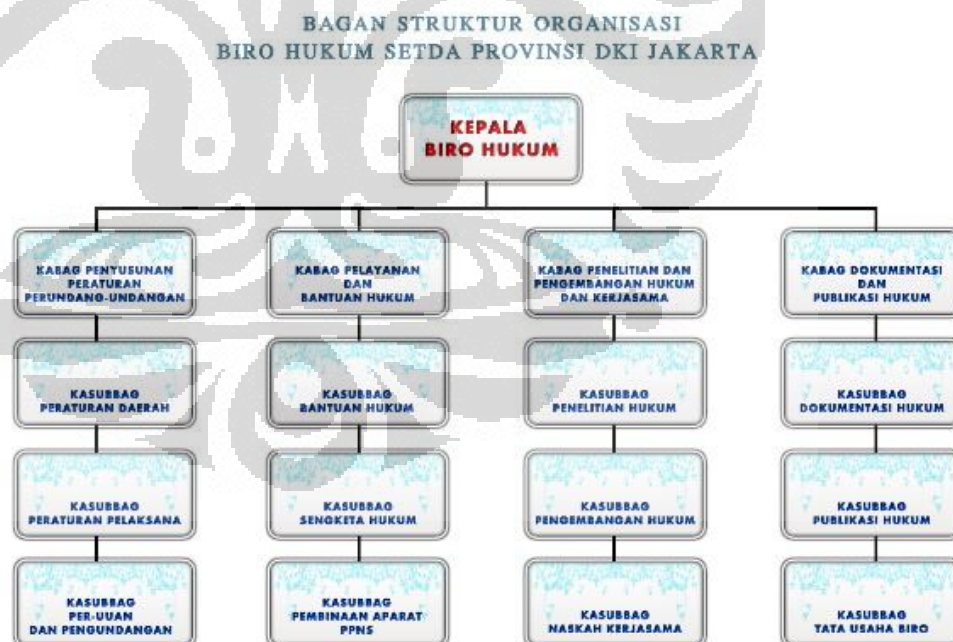 BAGAN STRUKTUR ORGANISASI
BIRO HUKUM SETDA PROVINSI DKI JAKARTA
KEPALA
BIRO HUKUM
KABAG PENYUSUNAN
PERATURAN
PERUNDANG-UNDANGAN
KABAG PELAYANAN
DAN
BANTUAN HUKUM
KABAG PENELITIAN DAN
PENGEMBANGAN HUKUM
DAN KERJASAMA
KABAG DOKUMENTASI
DAN
PUBLIKASI HUKUM
KASUBBAG
PERATURAN DAERAH
KASUBBAG
BANTUAN HUKUM
KASUBBAG
PENELITIAN HUKUM
KASUBBAG
DOKUMENTASI HUKUM
KASUBBAG
PERATURAN PELAKSANA
KASUBBAG
SENGKETA HUKUM
KASUBBAG
PENGEMBANGAN HUKUM
KASUBBAG
PUBLIKASI HUKUM
KASUBBAG
PER-UUAN
DAN PENGUNDANGAN
KASUBBAG
PEMBINAAN APARAT
PPNS
KASUBBAG
NASKAH KERJASAMA
KASUBBAG
TATA USAHA BIRO